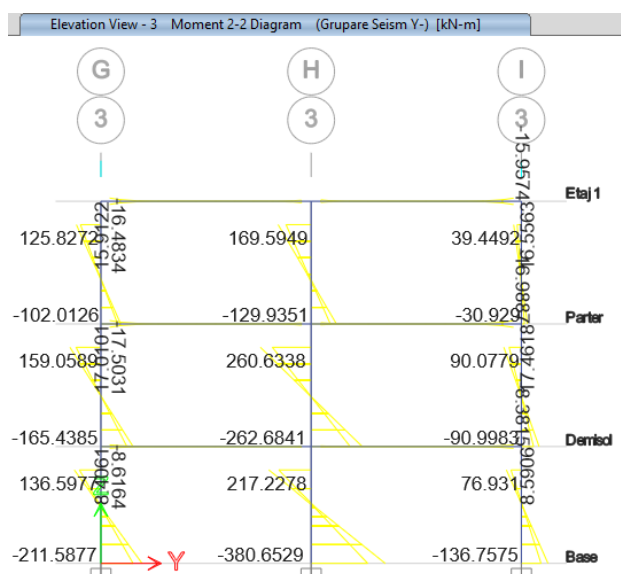 Elevation View - 3 Moment 2-2 Diagram (Grupare Seism Y-) [kN-m]
G H I
3 3 3
Etaj 1
-16.4834
125.8272 169.5949 39.4492
-102.0126 -129.9351 -30.929 Parter
-17.5031
17.0101
159.0589 260.6338 90.0779
-165.4385 -262.6841 -90.9983 Demisol
-8.6164
136.5977 217.2278 76.931
-211.5877 Y -380.6529 -136.7575 Base